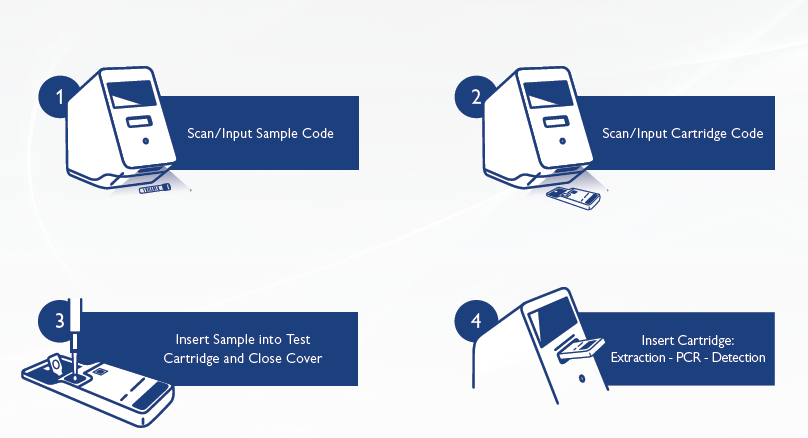 1
Scan/Input Sample Code
2
Scan/Input Cartridge Code
3
Insert Sample into Test
Cartridge and Close Cover
4
Insert Cartridge:
Extraction - PCR - Detection